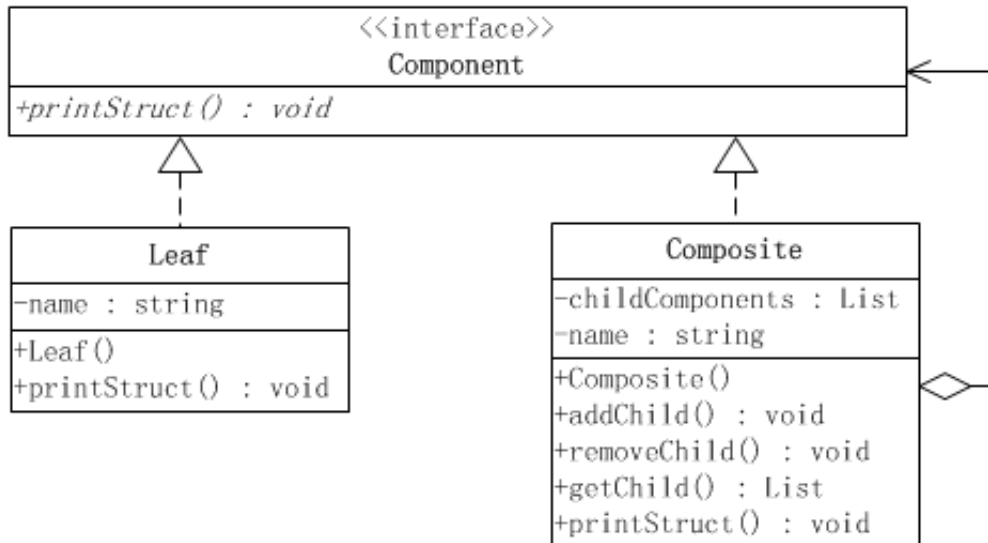 <<interface>>
Component
+printStruct() : void
Leaf
-name : string
+Leaf()
+printStruct() : void
Composite
-childComponents : List
-name : string
+Composite()
+addChild() : void
+removeChild() : void
+getChild() : List
+printStruct() : void